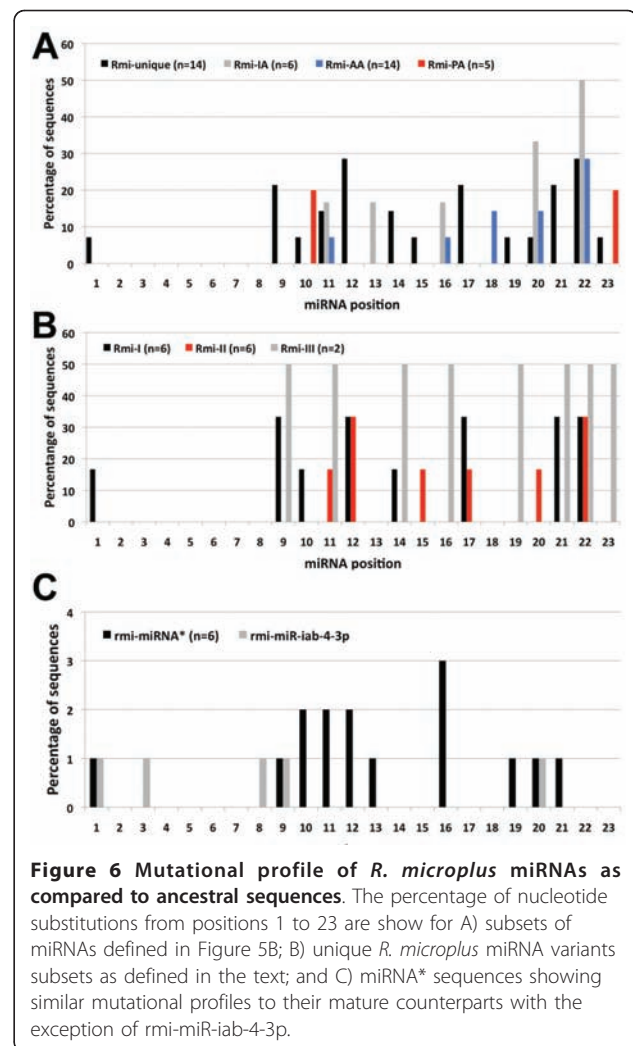 A
60
50
40
30
20
10
0
Percentage of sequences
Rmi-unique (n=14) Rmi-IA (n=6) Rmi-AA (n=14) Rmi-PA (n=5)
1 2 3 4 5 6 7 8 9 10 11 12 13 14 15 16 17 18 19 20 21 22 23
miRNA position
B
60
50
40
30
20
10
0
Percentange of sequences
Rmi-I (n=6) Rmi-II (n=6) Rmi-III (n=2)
1 2 3 4 5 6 7 8 9 10 11 12 13 14 15 16 17 18 19 20 21 22 23
miRNA position
C
4
3
2
1
0
Percentage of sequences
rmi-miRNA* (n=6) rmi-miR-iab-4-3p
1 2 3 4 5 6 7 8 9 10 11 12 13 14 15 16 17 18 19 20 21 22 23
Figure 6 Mutational profile of R. microplus miRNAs as
compared to ancestral sequences. The percentage of nucleotide
substitutions from positions 1 to 23 are show for A) subsets of
miRNAs defined in Figure 5B; B) unique R. microplus miRNA variants
subsets as defined in the text; and C) miRNA* sequences showing
similar mutational profiles to their mature counterparts with the
exception of rmi-miR-iab-4-3p.